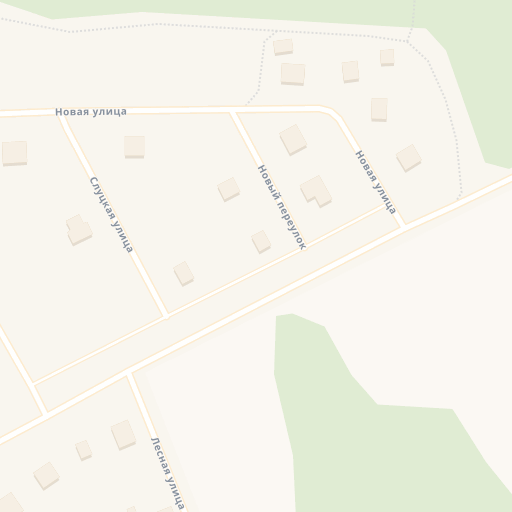 Новая улица
Новая улица
Новый переулок
Слуцкая улица
Лесная улица